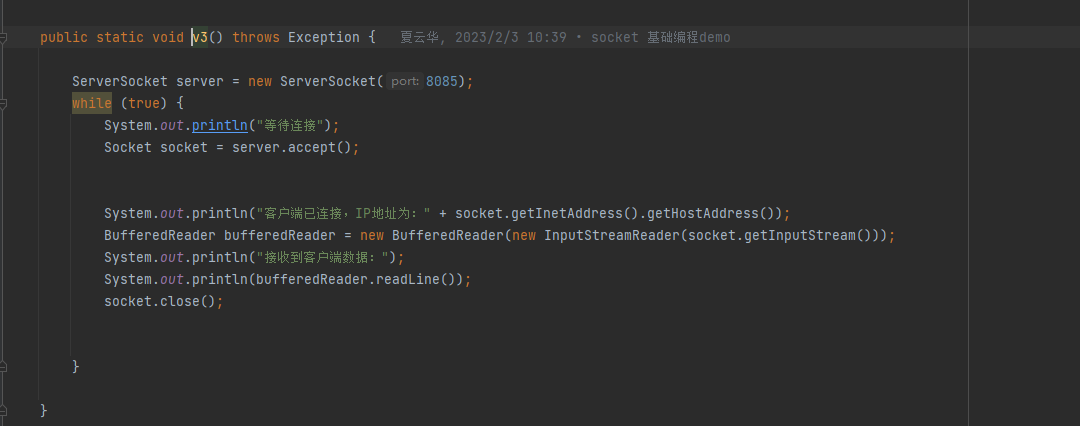 public static void v3() throws Exception {   夏云华, 2023/2/3 10:39 · socket 基础编程demo
ServerSocket server = new ServerSocket( port: 8085);
while (true) {
System.out.println("等待连接");
Socket socket = server.accept();
System.out.println("客户端已连接，IP地址为：" + socket.getInetAddress().getHostAddress());
BufferedReader bufferedReader = new BufferedReader(new InputStreamReader(socket.getInputStream()));
System.out.println("接收到客户端数据：");
System.out.println(bufferedReader.readLine());
socket.close();
}
}